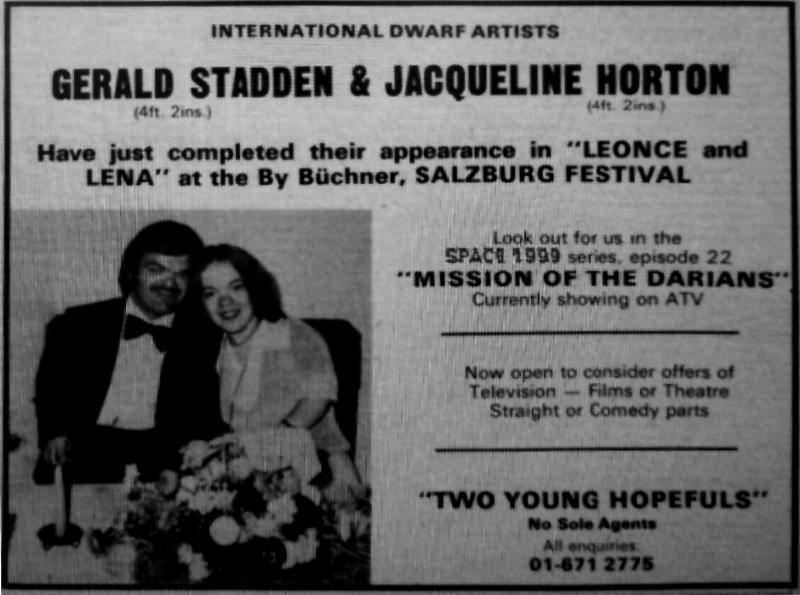 INTERNATIONAL DWARF ARTISTS
GERALD STADDEN & JACQUELINE HORTON
(4ft. 2ins.) (4ft. 2ins.)
Have just completed their appearance in "LEONCE and
LENA" at the By Büchner, SALZBURG FESTIVAL
Look out for us in the
SPACE 1999 series, episode 22
"MISSION OF THE DARIANS"
Currently showing on ATV
Now open to consider offers of
Television — Films or Theatre
Straight or Comedy parts
"TWO YOUNG HOPEFULS"
No Sole Agents
All enquiries:
01-671 2775